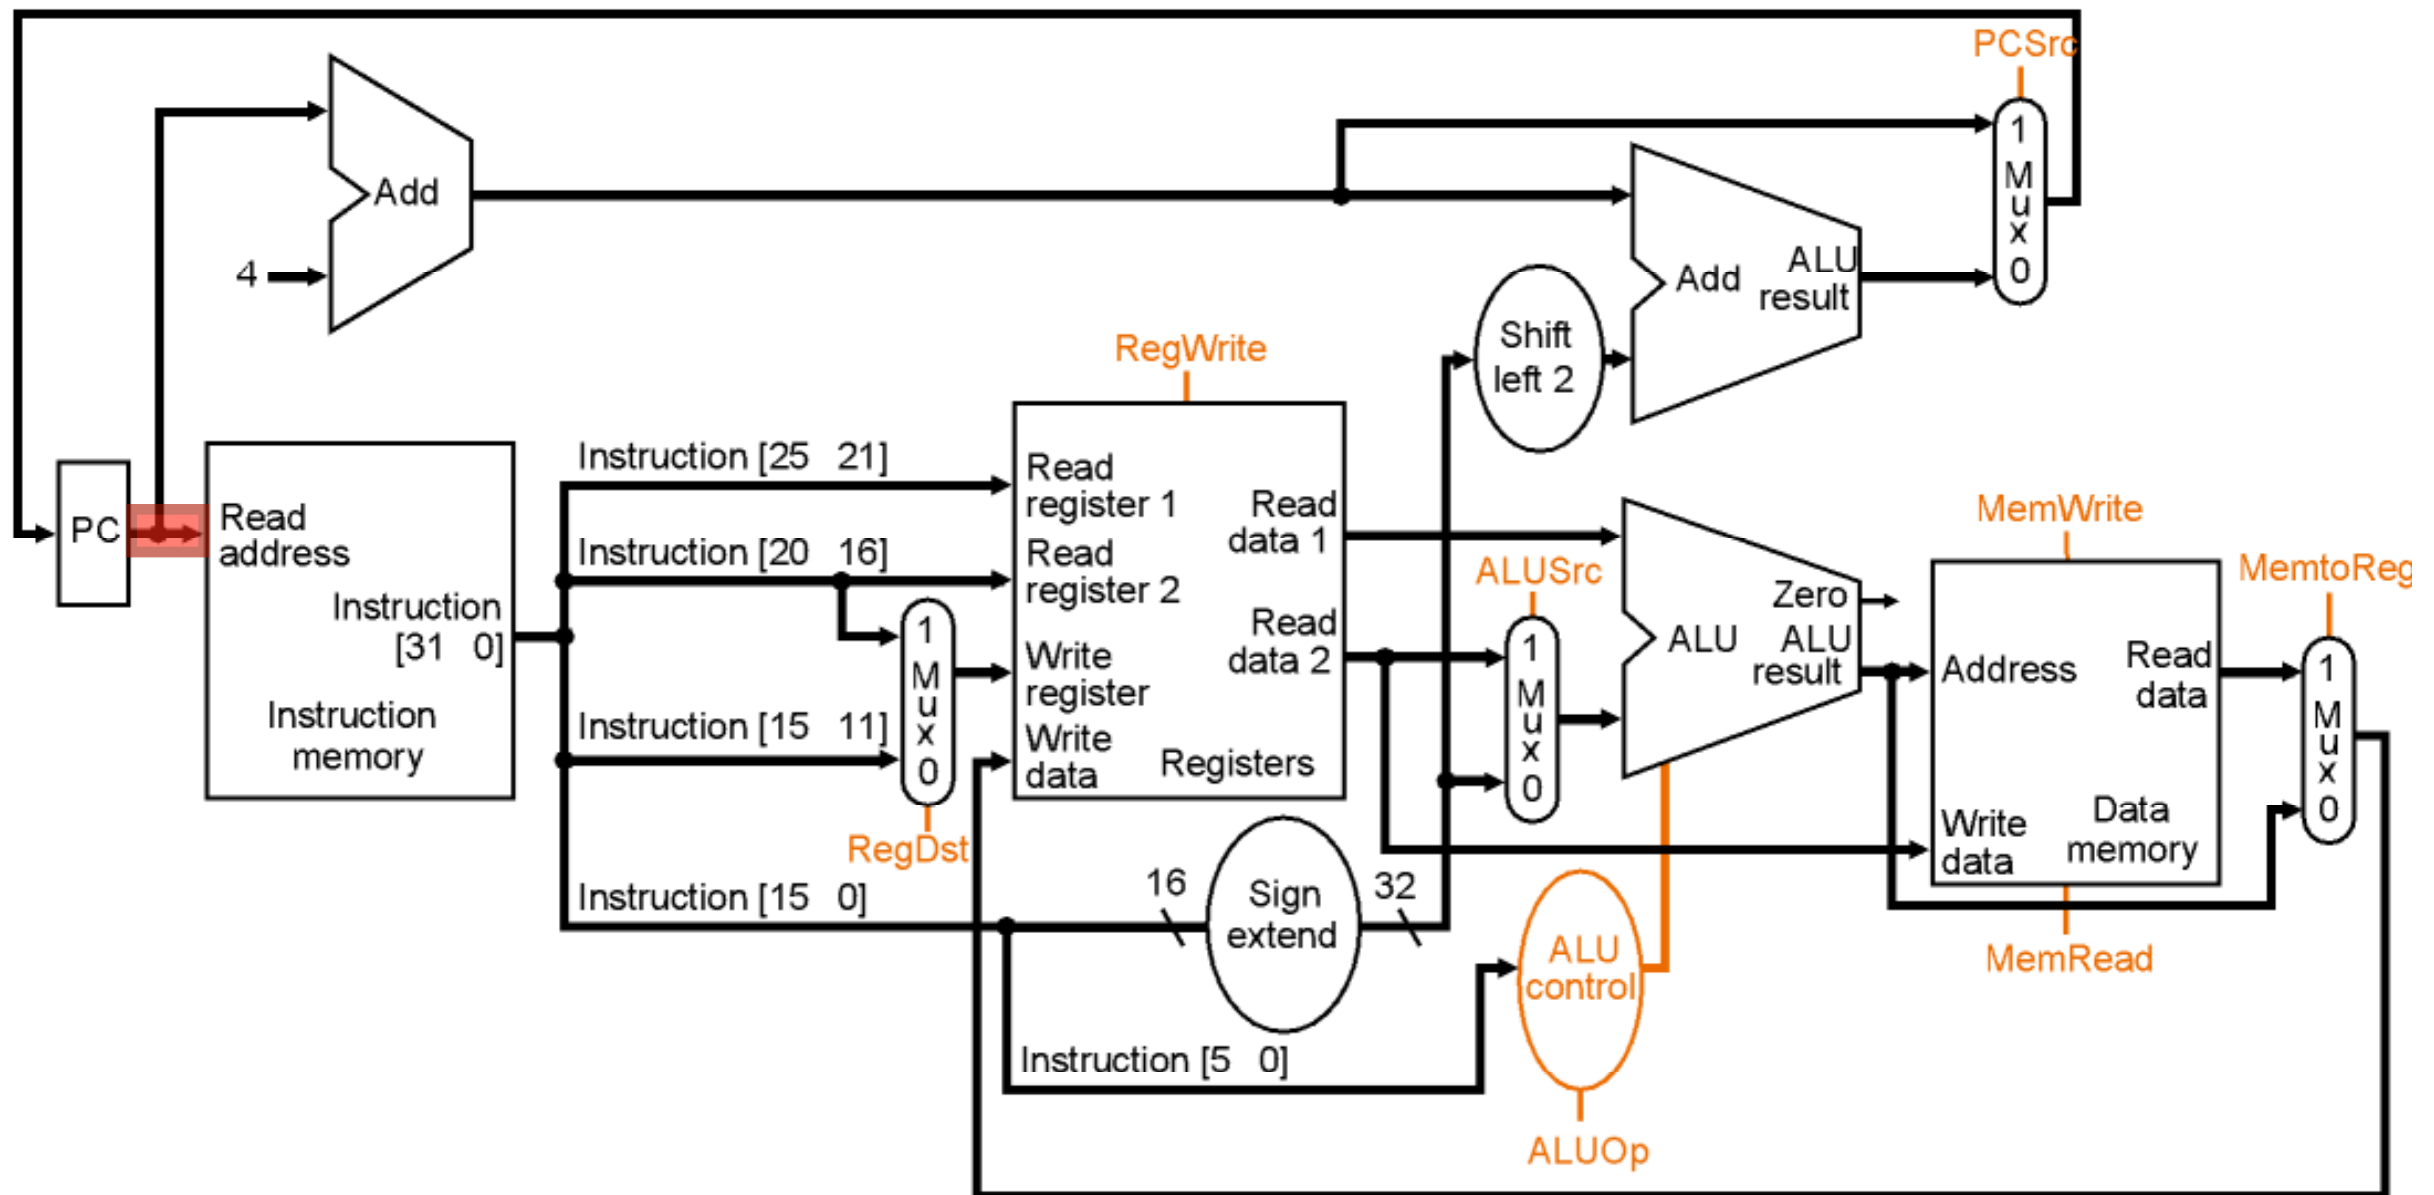 PCSrc
1
M
u
x
0
Add
4
Add
ALU
result
Shift
left 2
RegWrite
PC
Read
address
Instruction
[31 0]
Instruction
memory
Instruction [25 21]
Instruction [20 16]
Instruction [15 11]
Instruction [15 0]
Instruction [5 0]
1
M
u
x
0
RegDst
Read
register 1
Read
register 2
Write
register
Write
data
Read
data 1
Read
data 2
Registers
16
Sign
extend
32
ALUSrc
1
M
u
x
0
ALU
Zero
ALU
result
ALU
control
ALUOp
MemWrite
Address
Read
data
Write
data
Data
memory
MemRead
MemtoReg
1
M
u
x
0